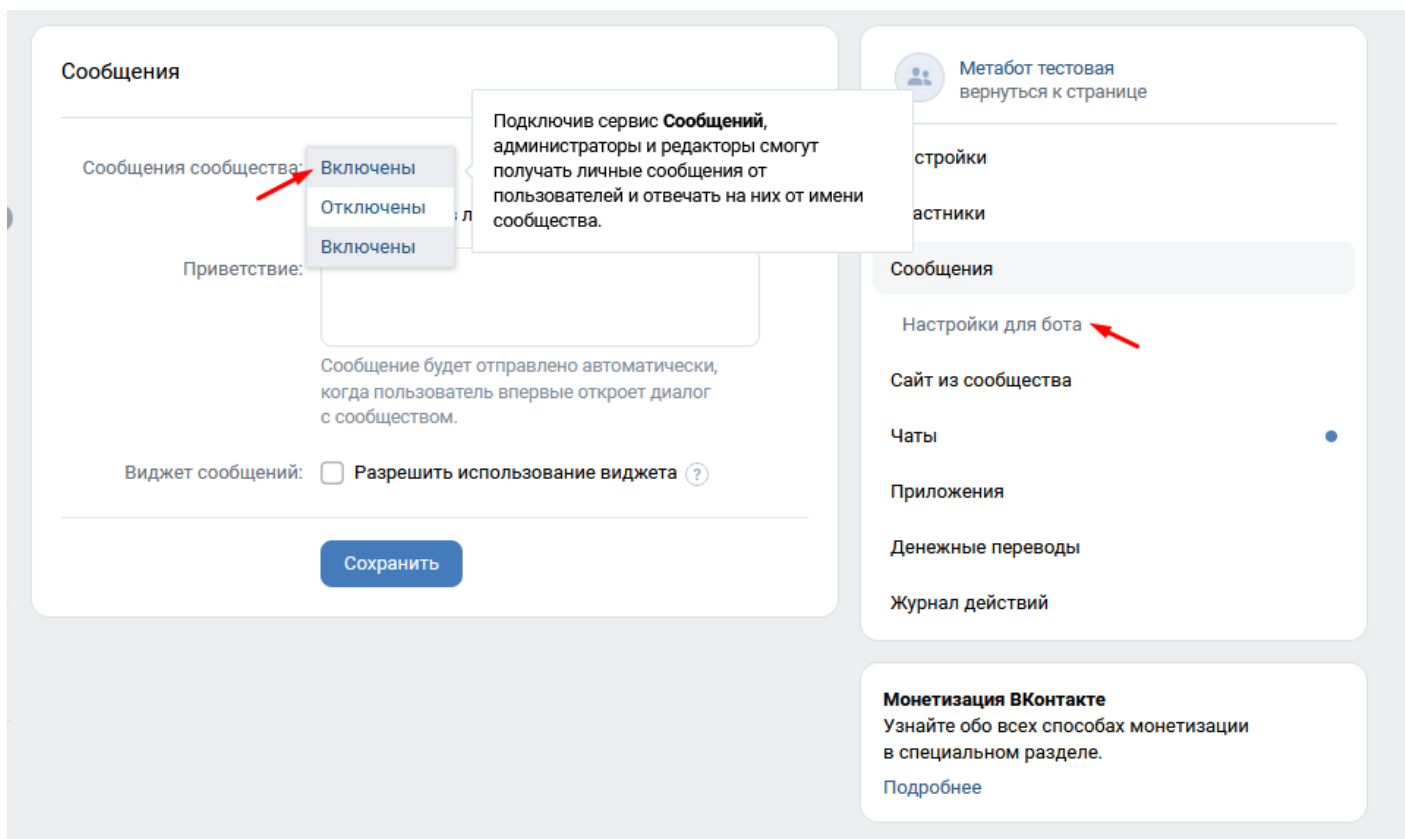 Сообщения
Сообщения сообщества:
Включены
Отключены
Включены
Подключив сервис Сообщений,
администраторы и редакторы смогут
получать личные сообщения от
пользователей и отвечать на них от имени
сообщества.
Приветствие:
Сообщение будет отправлено автоматически,
когда пользователь впервые откроет диалог
с сообществом.
Виджет сообщений:
Разрешить использование виджета ?
Сохранить
Метабот тестовая
вернуться к странице
стройки
астники
Сообщения
Настройки для бота
Сайт из сообщества
Чаты
Приложения
Денежные переводы
Журнал действий
Монетизация ВКонтакте
Узнайте обо всех способах монетизации
в специальном разделе.
Подробнее